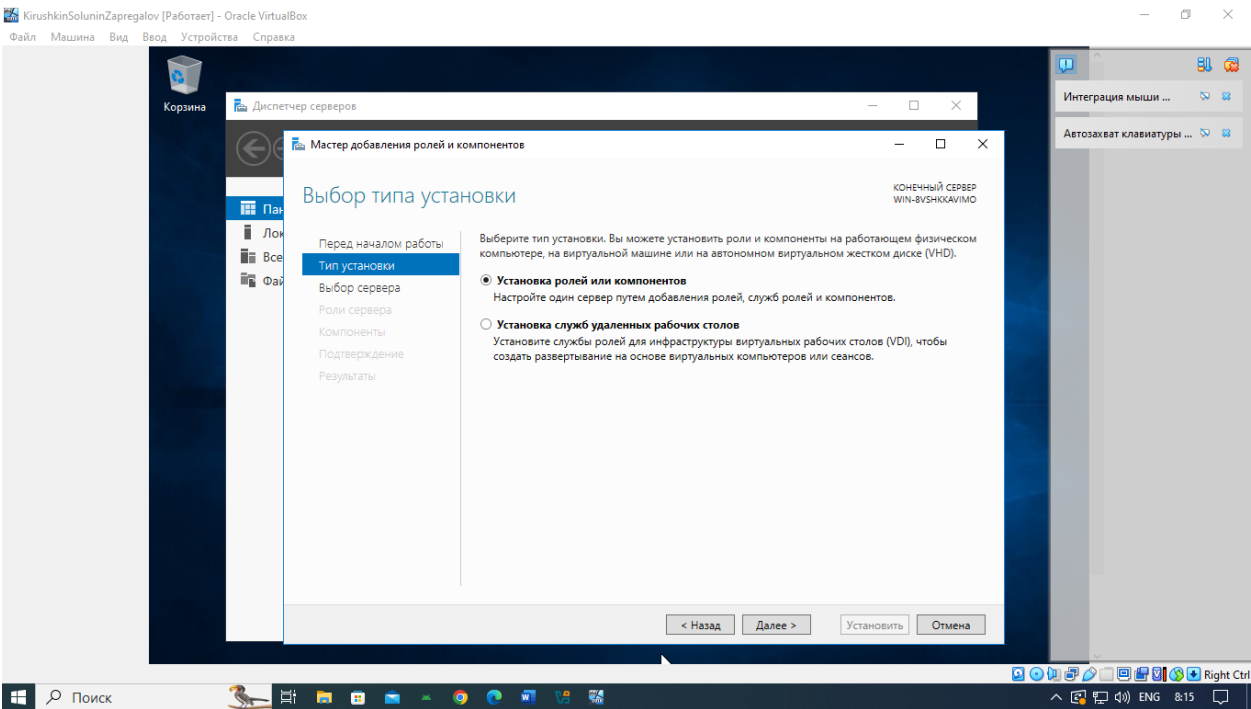 KirushkinSoluninZapregalov [Работает] - Oracle VirtualBox
Файл Машина Вид Ввод Устройства Справка
Корзина
Диспетчер серверов
Мастер добавления ролей и компонентов
Выбор типа установки
КОНЕЧНЫЙ СЕРВЕР
WIN-8VSHKKAVIMO
Пан
Лок
Все
Фай
Перед началом работы
Тип установки
Выбор сервера
Роли сервера
Компоненты
Подтверждение
Результаты
Выберите тип установки. Вы можете установить роли и компоненты на работающем физическом
компьютере, на виртуальной машине или на автономном виртуальном жестком диске (VHD).
Установка ролей или компонентов
Настройте один сервер путем добавления ролей, служб ролей и компонентов.
Установка служб удаленных рабочих столов
Установите службы ролей для инфраструктуры виртуальных рабочих столов (VDI), чтобы
создать развертывание на основе виртуальных компьютеров или сеансов.
< Назад Далее > Установить Отмена
Интеграция мыши ...
Автозахват клавиатуры ...
Right Ctrl
Поиск
ENG 8:15